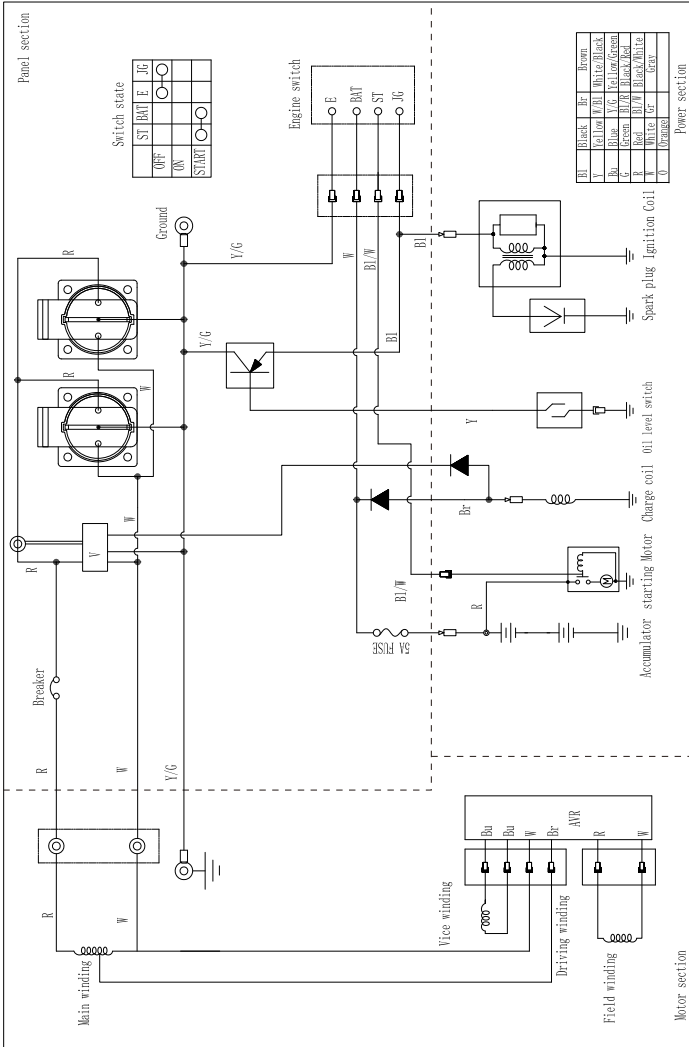 Panel section
Switch state
ST BAT E JG
OFF
ON
START
Engine switch
E
BAT
ST
JG
Ground
R
R
W
W
R
V
Y/G
Y/G
W
Bl/W
Bl
Bl
Y
Br
Bl/W
R
5A FUSE
Breaker
R
W
Y/G
R
W
Main winding
Bl Black Br Brown
Y Yellow W/Bl White/Black
Bu Blue Y/G Yellow/Green
G Green Bl/R Black/Red
R Red Bl/W Black/White
W White Gr Gray
O Orange
Power section
Accumulator
starting Motor
M
Charge coil
Oil level switch
Spark plug
Ignition Coil
Vice winding
Driving winding
Field winding
Bu
Bu
W
Br
R
W
AVR
Motor section